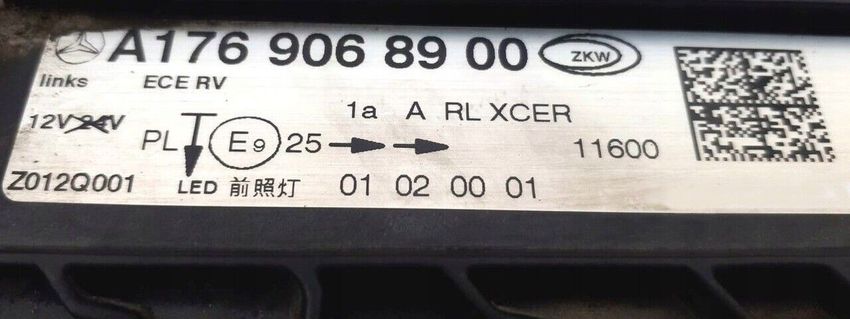 A176 906 89 00 ZKW
links ECE RV
12V 24V
1a A RL XCER
PL E9 25 → → 11600
Z012Q001 LED 前照灯 01 02 00 01